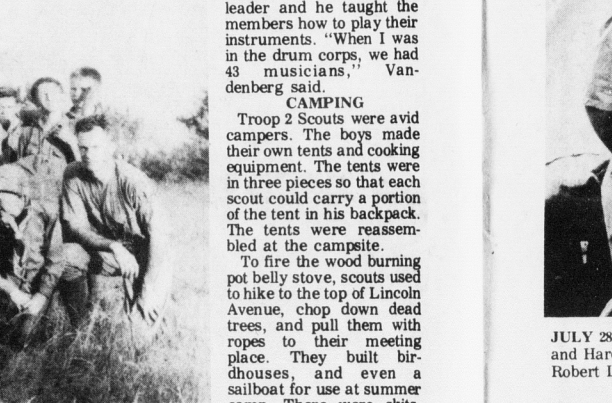 leader and he taught the
members how to play their
instruments. "When I was
in the drum corps, we had
43 musicians," Van-
denberg said.
CAMPING
Troop 2 Scouts were avid
campers. The boys made
their own tents and cooking
equipment. The tents were
in three pieces so that each
scout could carry a portion
of the tent in his backpack.
The tents were reassem-
bled at the campsite.
To fire the wood burning
pot belly stove, scouts used
to hike to the top of Lincoln
Avenue, chop down dead
trees, and pull them with
ropes to their meeting
place. They built bir-
dhouses, and even a
sailboat for use at summer
JULY 28
and
Robert